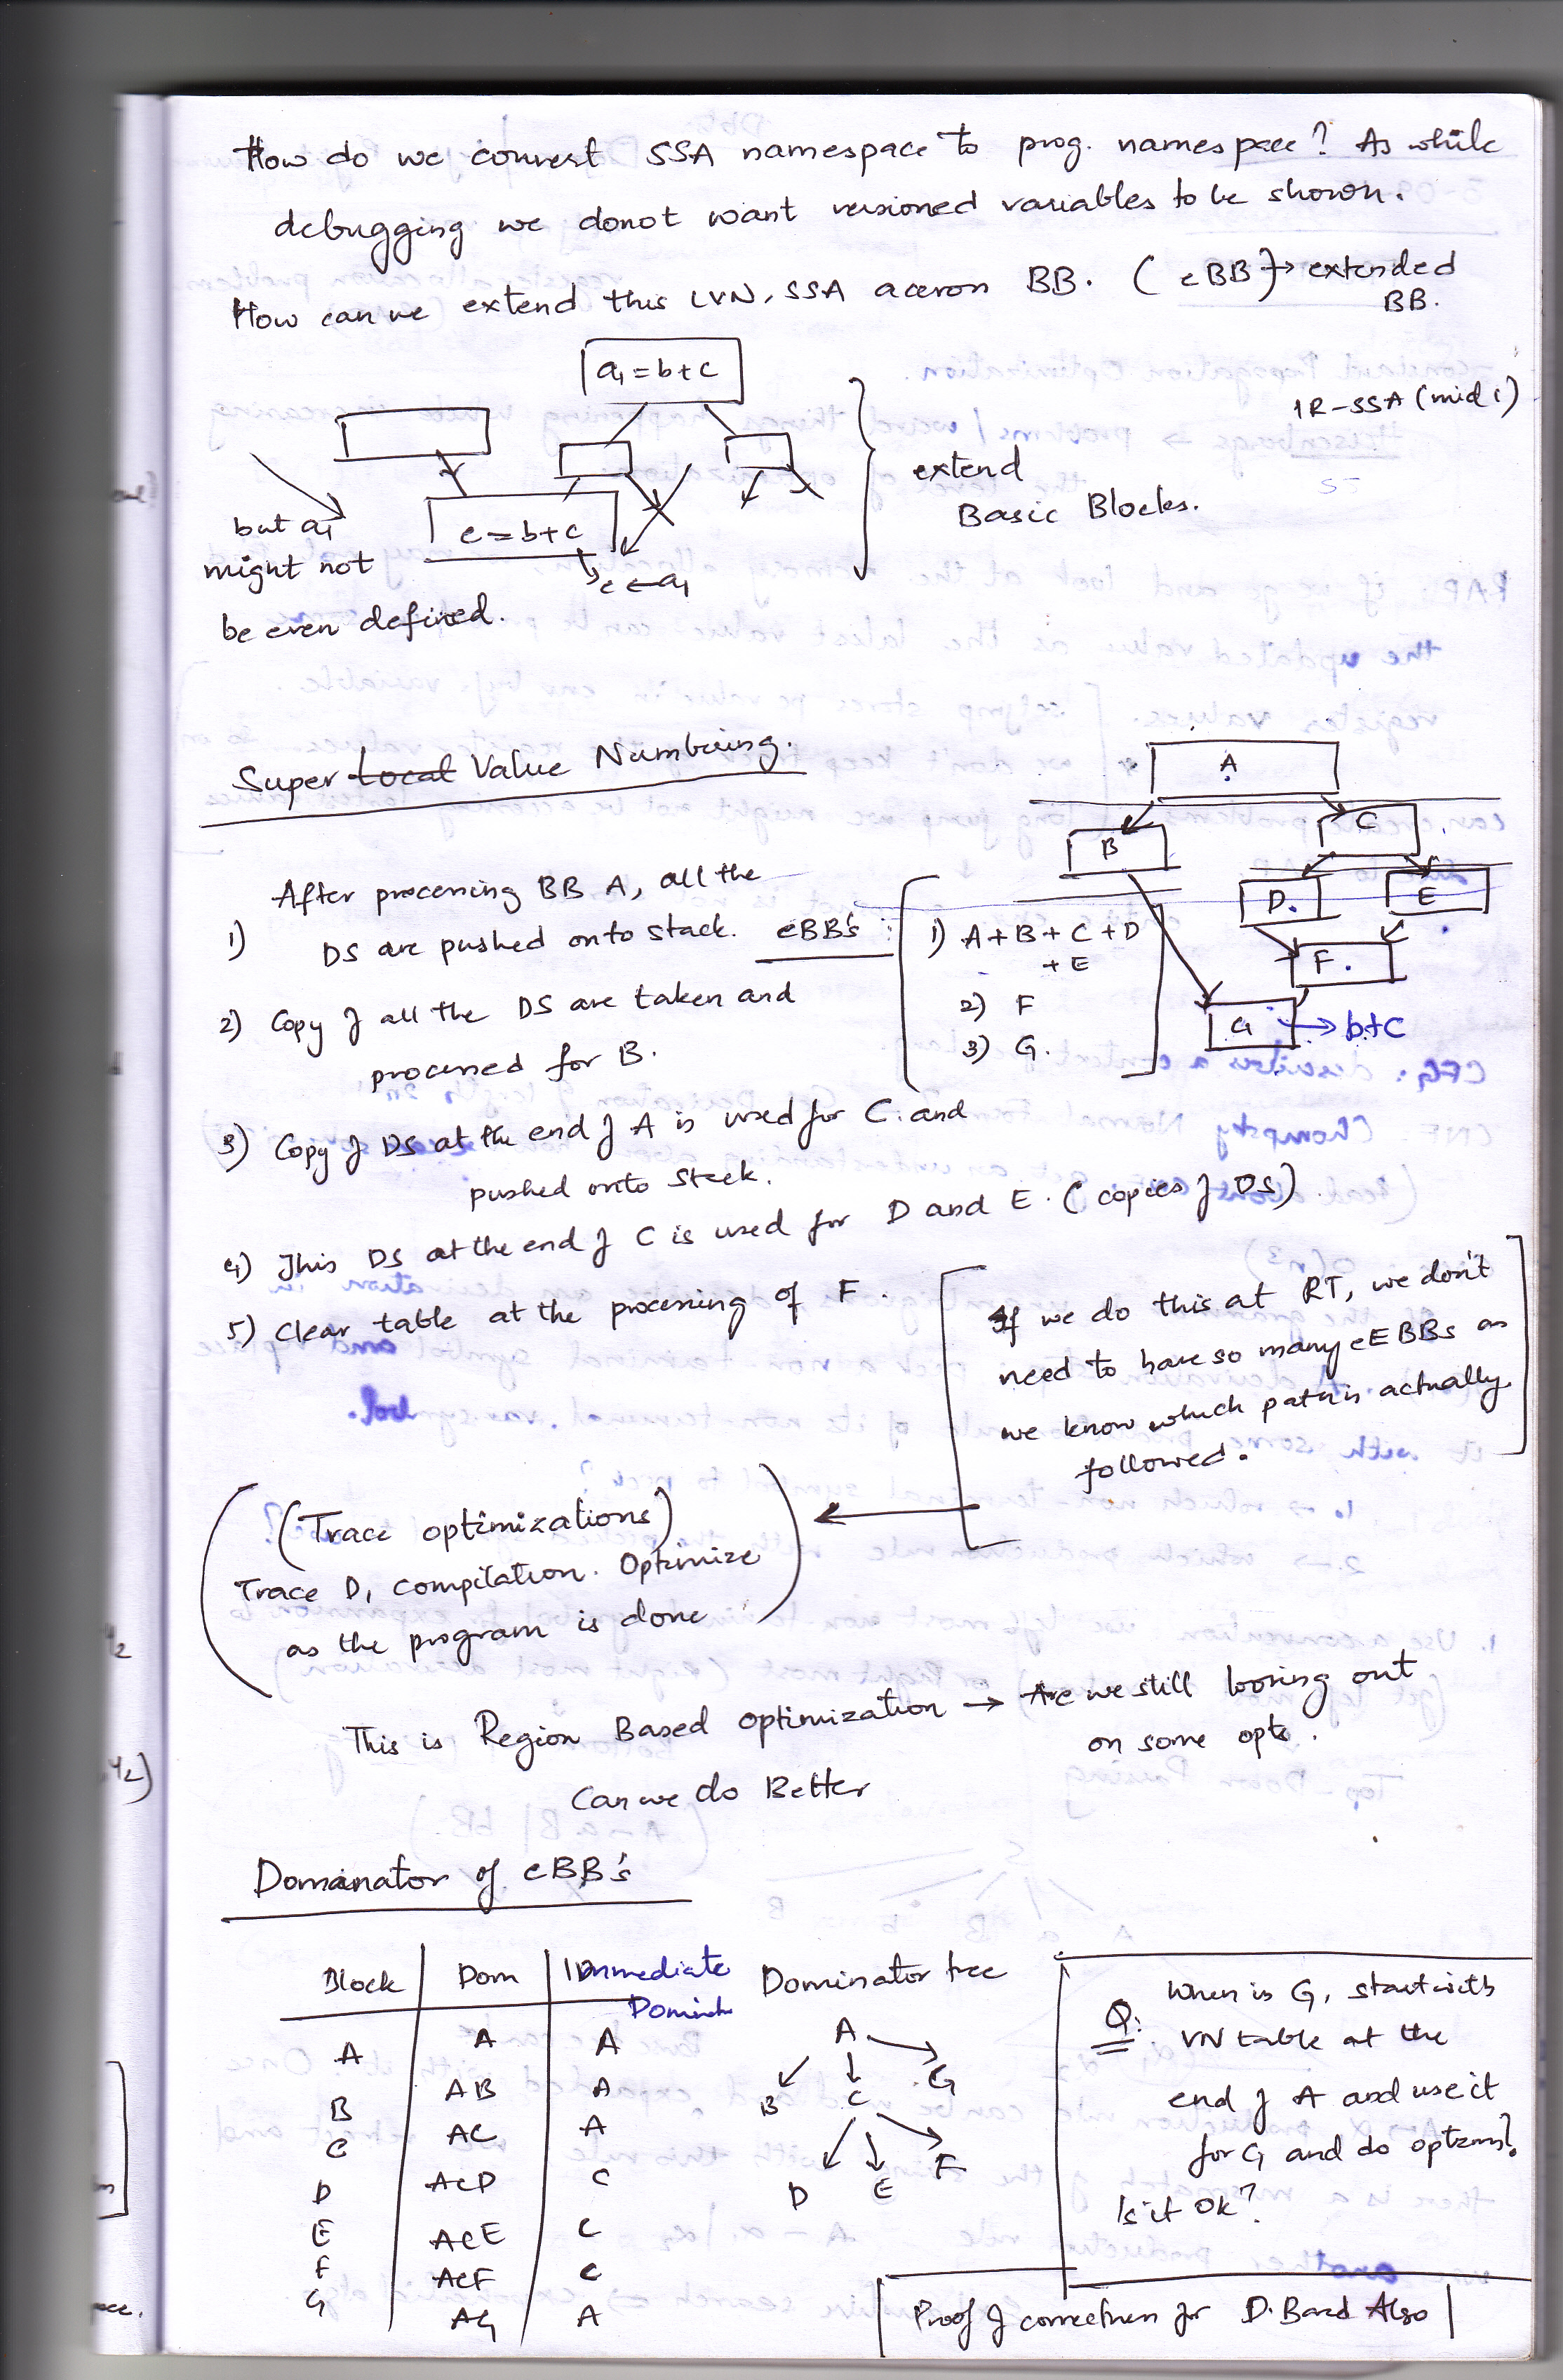 How do we convert SSA namespace to prog. namespace? As while
debugging we donot want versioned variables to be shown.
How can we extend this LVN, SSA across BB. (eBB) → extended
BB.
a1 = b+c
IR-SSA (mid
extend
Basic Blocks.
e = b+c
e ← a1
but a1
might not
be even defined.
Super Local Value Numbering.
A
B
C
D.
E
F.
G → b+c
After processing BB A, all the
1) DS are pushed onto stack.
2) Copy of all the DS are taken and
processed for B.
eBB's :
1) A+B+C+D
+E
2) F
3) G.
3) Copy of DS at the end of A is used for C. and
pushed onto stack.
4) This DS at the end of C is used for D and E. (copies of DS).
5) Clear table at the processing of F.
If we do this at RT, we don't
need to have so many eEBBs as
we know which path is actually
followed.
(Trace optimizations)
Trace D, compilation. Optimize
as the program is done
This is Region Based optimization → Are we still loosing out
on some opts.
Can we do Better
Dominator of eBB's
Block Dom Immediate
Domin
A A A
B AB A
C AC A
D ACD C
E ACE C
F ACF C
G AG A
Dominator tree
A
B C G
D E F
Q: When is G, start with
VN table at the
end of A and use it
for G and do optzms?
Is it OK?
Proof of correctness for D. Band Also